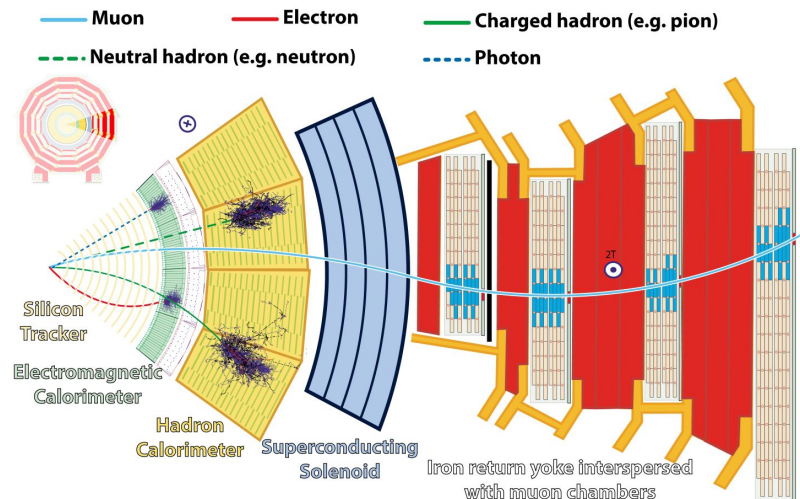 Muon
Electron
Charged hadron (e.g. pion)
Neutral hadron (e.g. neutron)
Photon
2T
Silicon
Tracker
Electromagnetic
Calorimeter
Hadron
Calorimeter
Superconducting
Solenoid
Iron return yoke interspersed
with muon chambers